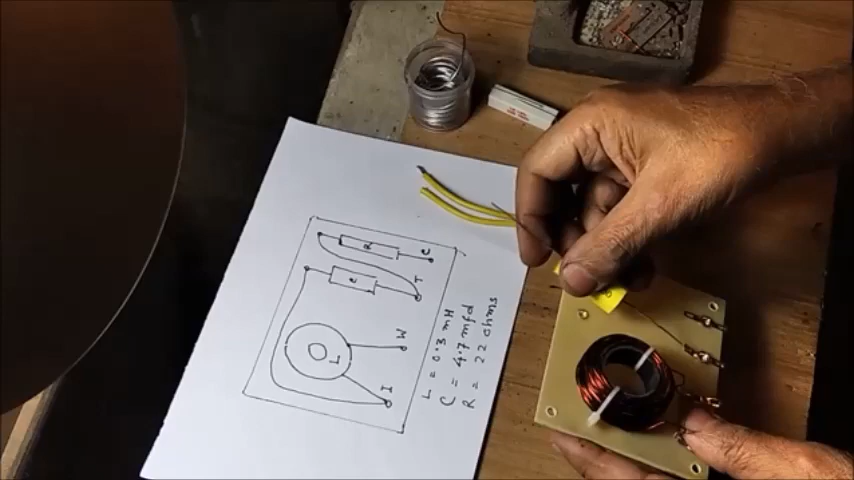 R
C
C
T
L
W
I
L = 0.3 mH
C = 4.7 mfd
R = 22 ohms